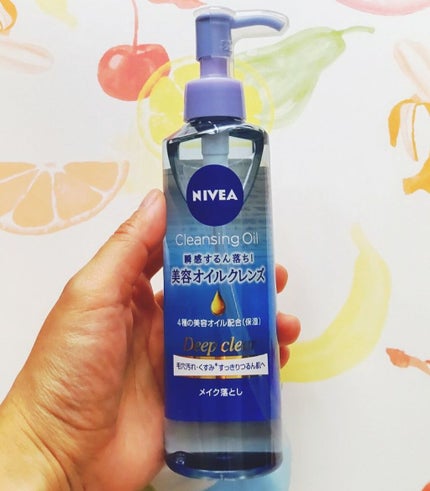 NIVEA
Cleansing Oil
瞬感するん落ち!
美容オイルクレンズ
4種の美容オイル配合(保湿)
Deep clear
毛穴汚れ・くすみ*すっきりつるん肌へ
メイク落とし